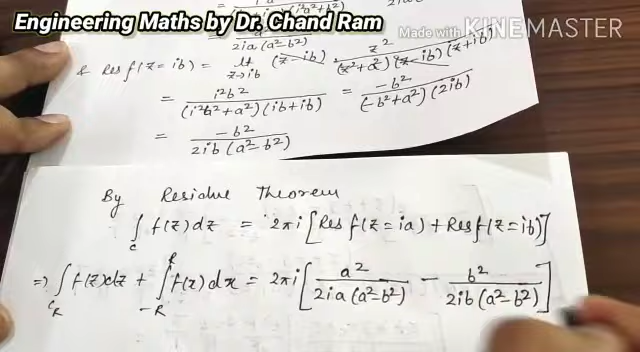 Engineering Maths by Dr. Chand Ram
Made with KINEMASTER
2ia(a²-b²)
& Res f(z=ib) = lt z→ib (z-ib) z²/(z²+a²)(z-ib)(z+ib)
= i²b²/(i²b²+a²)(ib+ib) = -b²/(-b²+a²)(2ib)
= -b²/2ib(a²-b²)
By Residue Theorem
∫_c f(z)dz = 2πi[Res f(z=ia) + Res f(z=ib)]
⇒ ∫_{C_R} f(z)dz + ∫_{-R}^{R} f(x)dx = 2πi[a²/2ia(a²-b²) - b²/2ib(a²-b²)]